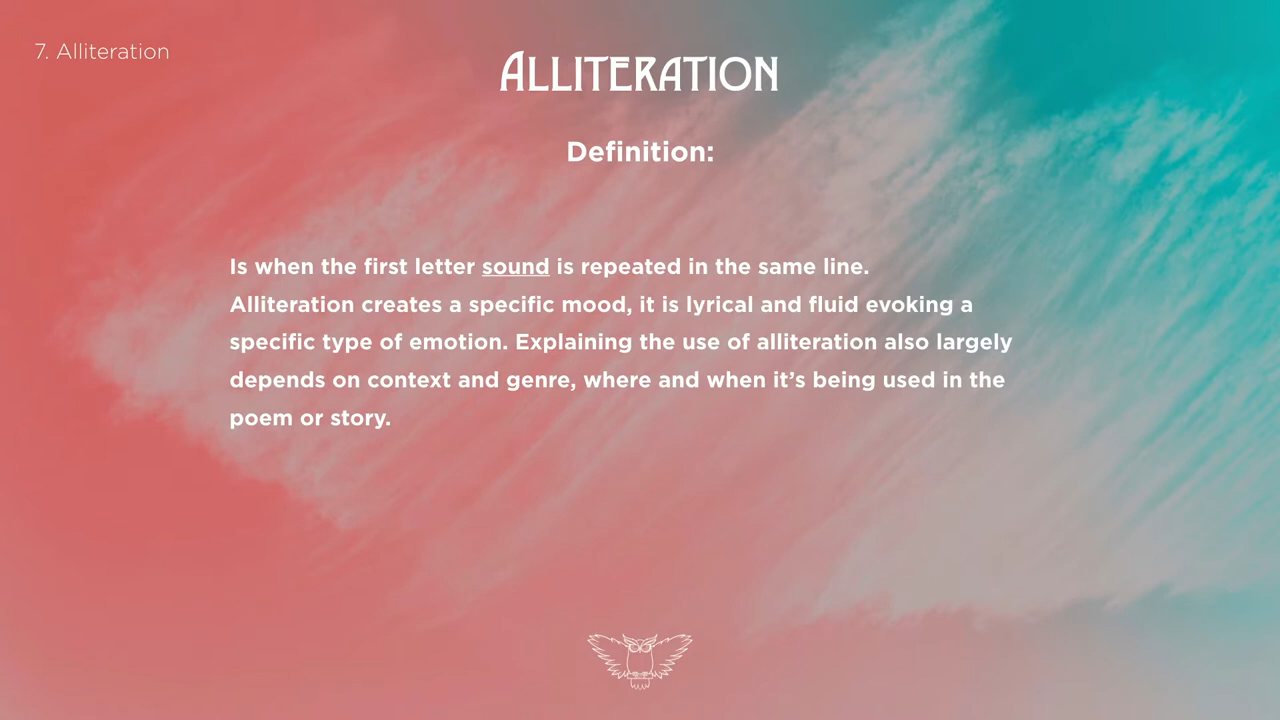 7. Alliteration
ALLITERATION
Definition:
Is when the first letter sound is repeated in the same line.
Alliteration creates a specific mood, it is lyrical and fluid evoking a
specific type of emotion. Explaining the use of alliteration also largely
depends on context and genre, where and when it’s being used in the
poem or story.